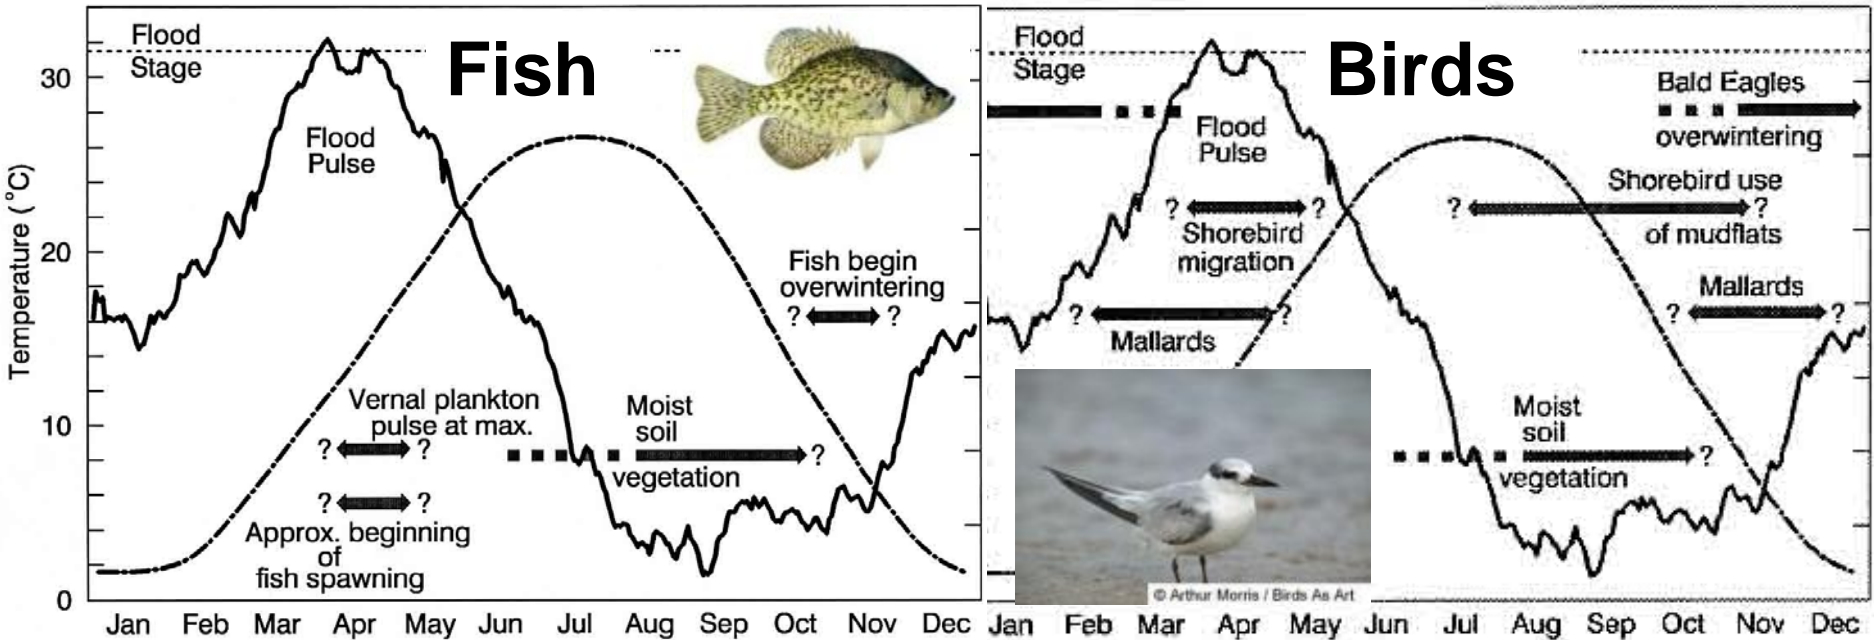 Flood
Stage
Fish
Flood
Pulse
Temperature (°C)
30
20
10
0
Fish begin
overwintering
? ?
Vernal plankton
pulse at max.
? ?
Moist
soil
?
vegetation
? ?
Approx. beginning
of
fish spawning
Jan Feb Mar Apr May Jun Jul Aug Sep Oct Nov Dec
Flood
Stage
Birds
Bald Eagles
overwintering
Flood
Pulse
Shorebird use
? ?
of mudflats
? ?
Shorebird
migration
Mallards
? ?
? ?
Mallards
Moist
soil
?
vegetation
© Arthur Morris / Birds As Art
Jan Feb Mar Apr May Jun Jul Aug Sep Oct Nov Dec